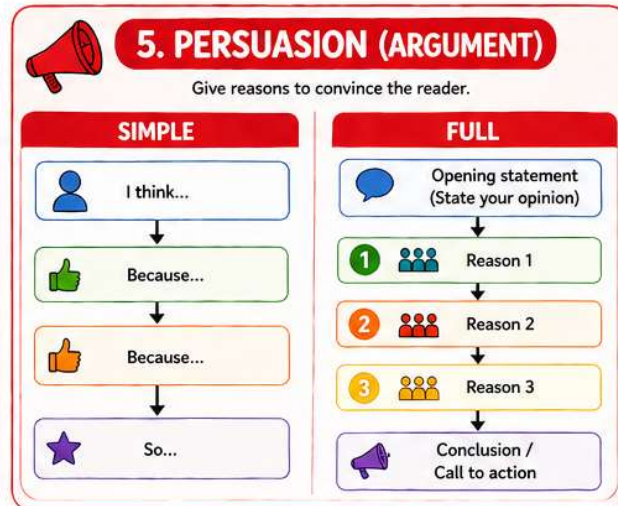 5. PERSUASION (ARGUMENT)
Give reasons to convince the reader.
SIMPLE
I think...
Because...
Because...
So...
FULL
Opening statement
(State your opinion)
1 Reason 1
2 Reason 2
3 Reason 3
Conclusion /
Call to action